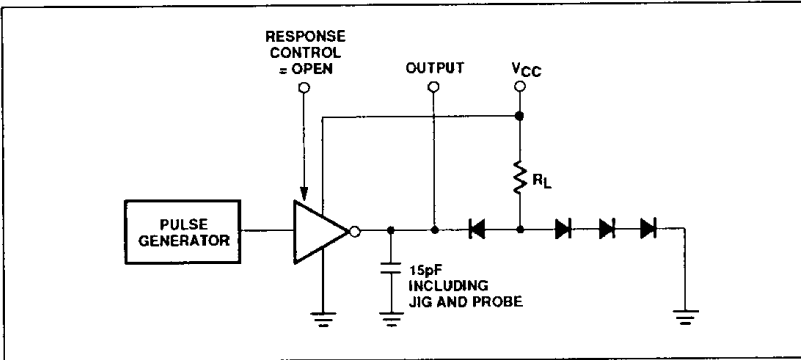 RESPONSE
CONTROL
= OPEN
OUTPUT
VCC
RL
PULSE
GENERATOR
15pF
INCLUDING
JIG AND PROBE